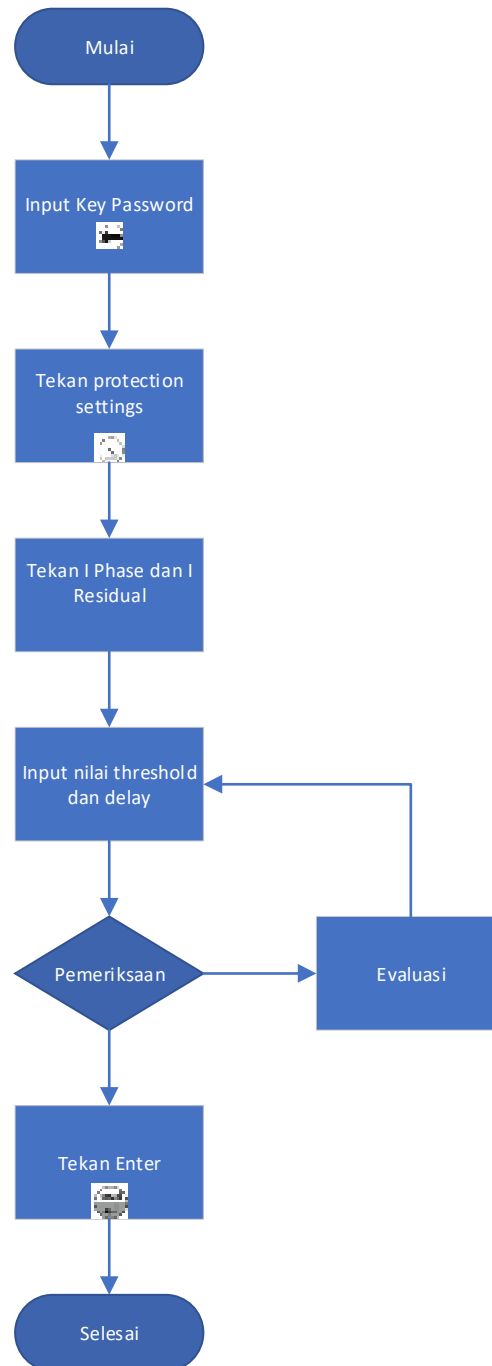 Mulai
Input Key Password
Tekan protection
settings
Tekan I Phase dan I
Residual
Input nilai threshold
dan delay
Pemeriksaan
Evaluasi
Tekan Enter
Selesai